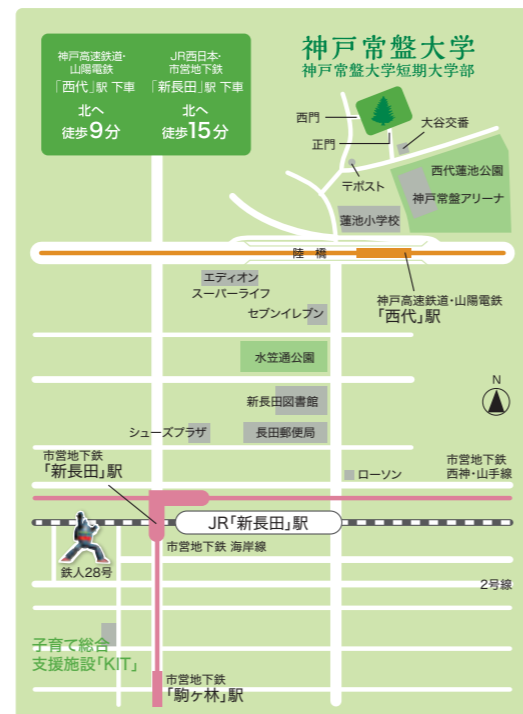 神戸高速鉄道・
山陽電鉄
「西代」駅 下車
北へ
徒歩9分
JR西日本・
市営地下鉄
「新長田」駅 下車
北へ
徒歩15分
神戸常盤大学
神戸常盤大学短期大学部
西門
大谷交番
正門
〒ポスト
西代蓮池公園
神戸常盤アリーナ
蓮池小学校
陸橋
エディオン
スーパーライフ
神戸高速鉄道・山陽電鉄
「西代」駅
セブンイレブン
水笠通公園
N
新長田図書館
シューズプラザ
長田郵便局
市営地下鉄
「新長田」駅
ローソン
市営地下鉄
西神・山手線
JR「新長田」駅
市営地下鉄 海岸線
鉄人28号
2号線
子育て総合
支援施設「KIT」
市営地下鉄
「駒ヶ林」駅